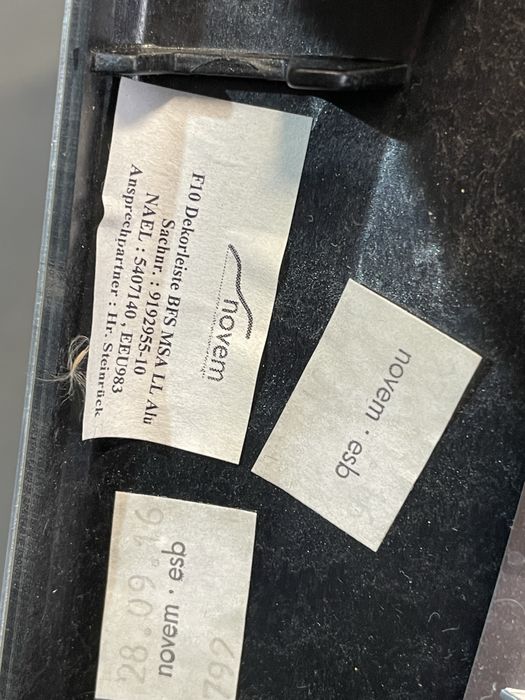 novem
F10 Dekorleiste BFS MSA LL Alu
Sachnr. : 9192955-10
NAEL : 5407140 , EEU983
Ansprechpartner : Hr. Steinrück
novem · esb
novem · esb
28.09.16